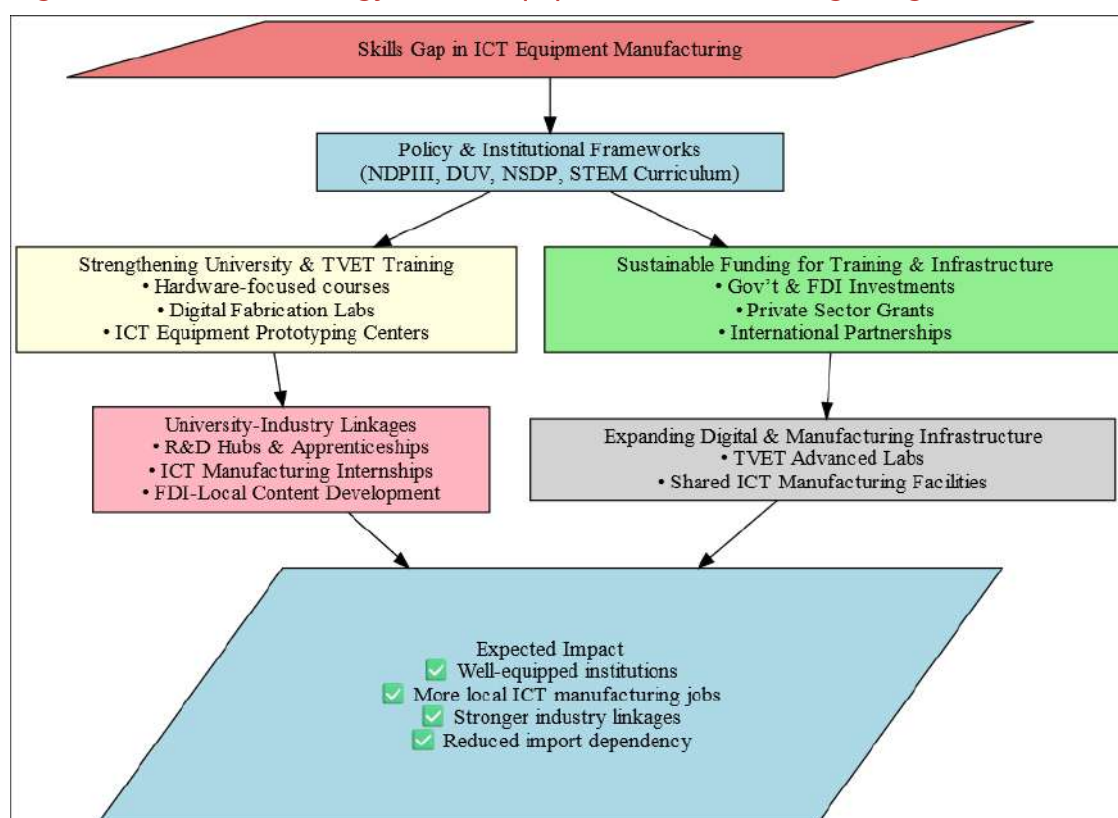 Skills Gap in ICT Equipment Manufacturing
Policy & Institutional Frameworks
(NDPIII, DUV, NSDP, STEM Curriculum)
Strengthening University & TVET Training
• Hardware-focused courses
• Digital Fabrication Labs
• ICT Equipment Prototyping Centers
Sustainable Funding for Training & Infrastructure
• Gov't & FDI Investments
• Private Sector Grants
• International Partnerships
University-Industry Linkages
• R&D Hubs & Apprenticeships
• ICT Manufacturing Internships
• FDI-Local Content Development
Expanding Digital & Manufacturing Infrastructure
• TVET Advanced Labs
• Shared ICT Manufacturing Facilities
Expected Impact
✅ Well-equipped institutions
✅ More local ICT manufacturing jobs
✅ Stronger industry linkages
✅ Reduced import dependency